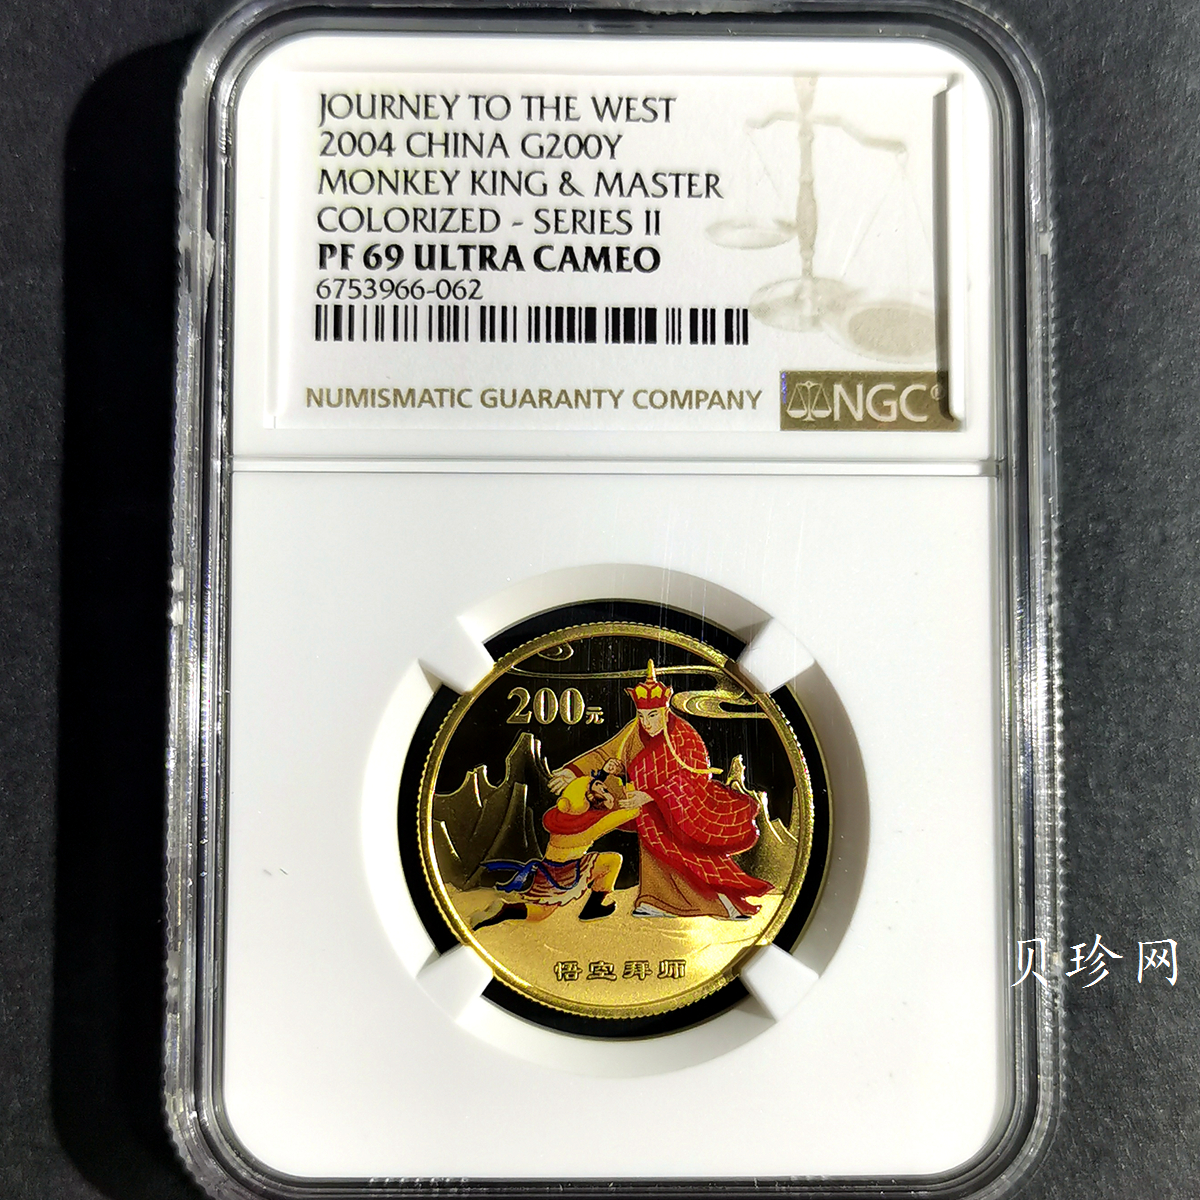 JOURNEY TO THE WEST
2004 CHINA G200Y
MONKEY KING & MASTER
COLORIZED - SERIES II
PF 69 ULTRA CAMEO
6753966-062
NUMISMATIC GUARANTY COMPANY
NGC®
200元
悟空拜师
贝珍网